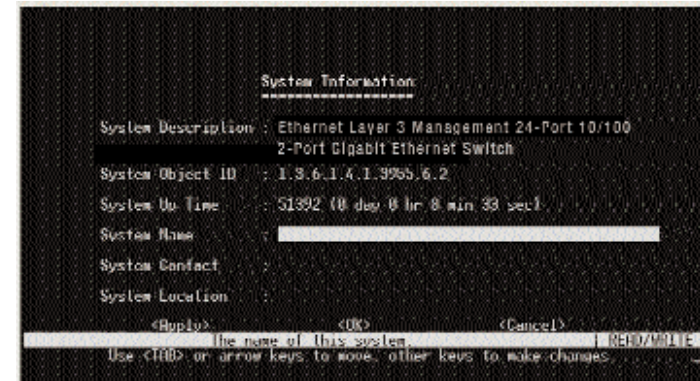 System Information
System Description : Ethernet Layer 3 Management 24-Port 10/100
2-Port Gigabit Ethernet Switch
System Object ID : 1.3.6.1.4.1.3955.6.2
System Up Time : 51392 (0 day 0 hr 8 min 33 sec)
System Name :
System Contact :
System Location :
<Apply> <OK> <Cancel>
The name of this system. | READ/WRITE
Use <TAB> or arrow keys to move, other keys to make changes.